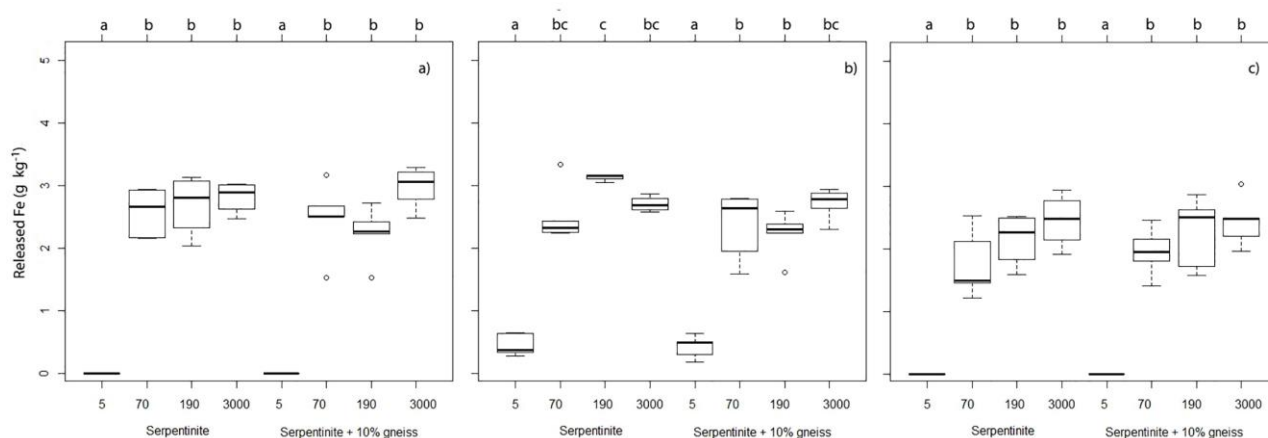 a b b b a b b b
a bc c bc a b b bc
a b b b a b b b
a)
b)
c)
5
4
3
2
1
0
Released Fe (g kg⁻¹)
5 70 190 3000 5 70 190 3000
5 70 190 3000 5 70 190 3000
5 70 190 3000 5 70 190 3000
Serpentinite Serpentinite + 10% gneiss
Serpentinite Serpentinite + 10% gneiss
Serpentinite Serpentinite + 10% gneiss